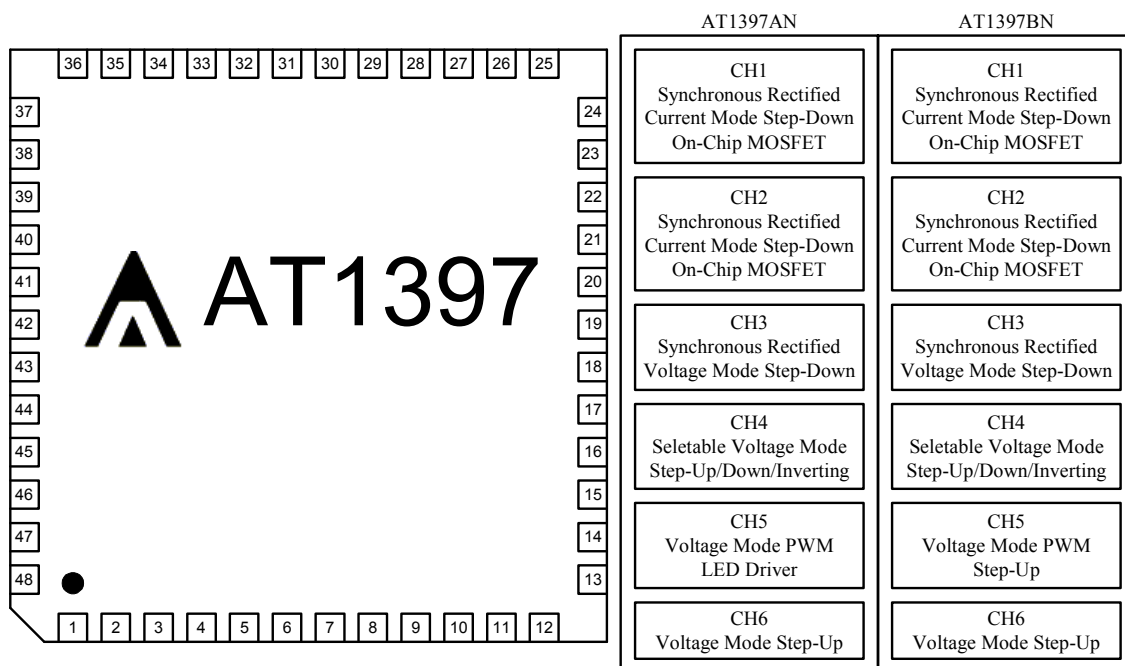 AT1397AN
AT1397BN
36 35 34 33 32 31 30 29 28 27 26 25
37
38
39
40
41
42
43
44
45
46
47
48
24
23
22
21
20
19
18
17
16
15
14
13
AT1397
1 2 3 4 5 6 7 8 9 10 11 12
CH1
Synchronous Rectified
Current Mode Step-Down
On-Chip MOSFET
CH2
Synchronous Rectified
Current Mode Step-Down
On-Chip MOSFET
CH3
Synchronous Rectified
Voltage Mode Step-Down
CH4
Seletable Voltage Mode
Step-Up/Down/Inverting
CH5
Voltage Mode PWM
LED Driver
CH6
Voltage Mode Step-Up
CH1
Synchronous Rectified
Current Mode Step-Down
On-Chip MOSFET
CH2
Synchronous Rectified
Current Mode Step-Down
On-Chip MOSFET
CH3
Synchronous Rectified
Voltage Mode Step-Down
CH4
Seletable Voltage Mode
Step-Up/Down/Inverting
CH5
Voltage Mode PWM
Step-Up
CH6
Voltage Mode Step-Up